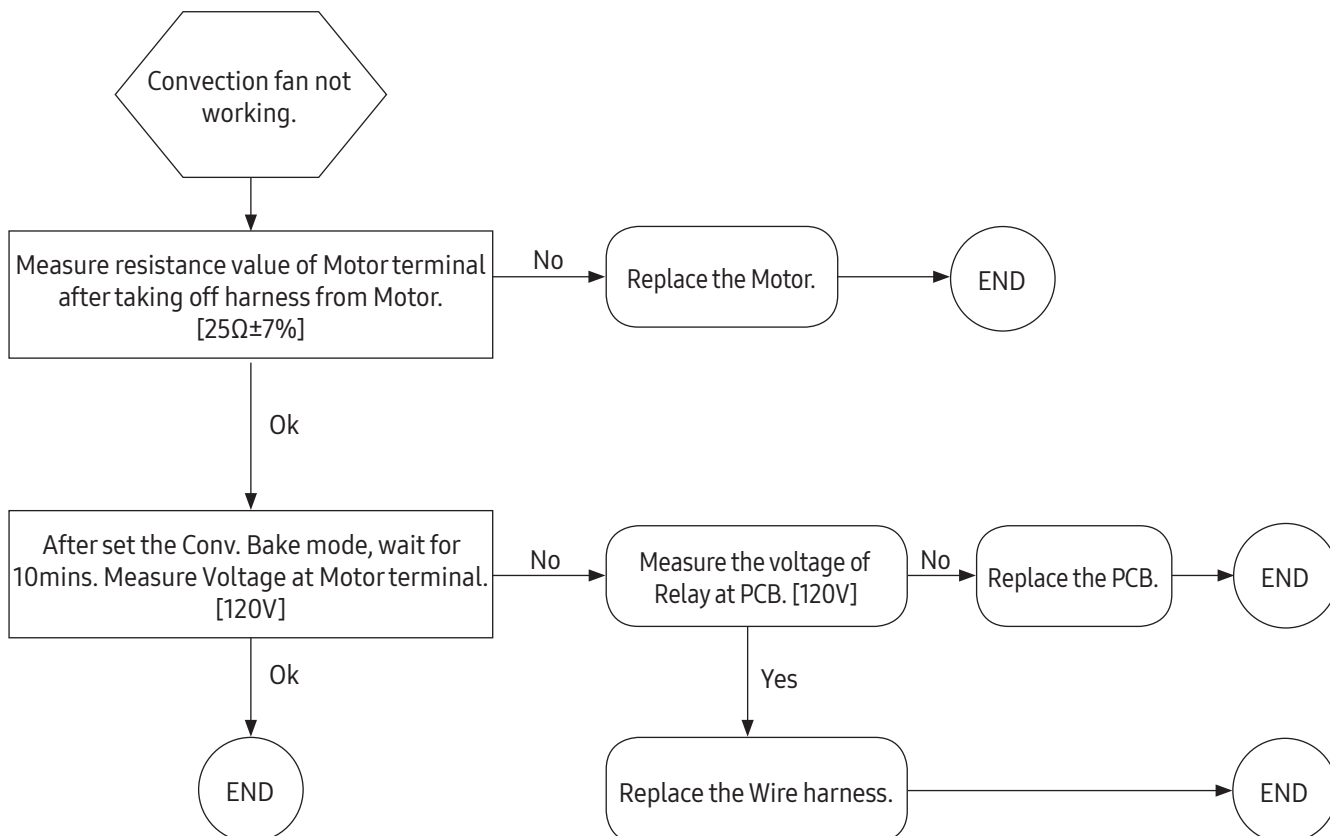 Convection fan not
working.
Measure resistance value of Motor terminal
after taking off harness from Motor.
[25Ω±7%]
No
Replace the Motor.
END
Ok
After set the Conv. Bake mode, wait for
10mins. Measure Voltage at Motor terminal.
[120V]
No
Measure the voltage of
Relay at PCB. [120V]
No
Replace the PCB.
END
Ok
Yes
END
Replace the Wire harness.
END